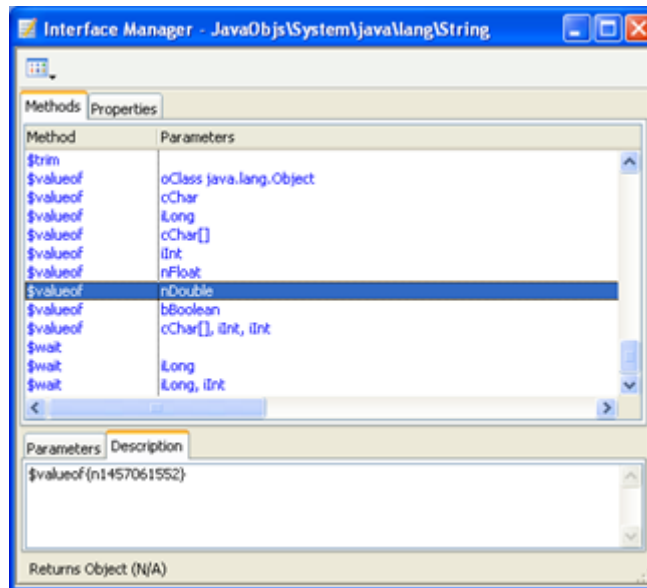 Interface Manager - JavaObjs\System\java\lang\String
Methods Properties
Method Parameters
$trim
$valueof oClass java.lang.Object
$valueof cChar
$valueof iLong
$valueof cChar[]
$valueof iInt
$valueof nFloat
$valueof nDouble
$valueof bBoolean
$valueof cChar[], iInt, iInt
$wait
$wait iLong
$wait iLong, iInt
Parameters Description
$valueof{n1457061552}
Returns Object (N/A)